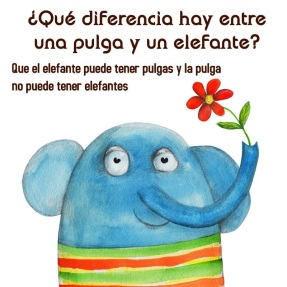 ¿Qué diferencia hay entre
una pulga y un elefante?
Que el elefante puede tener pulgas y la pulga
no puede tener elefantes